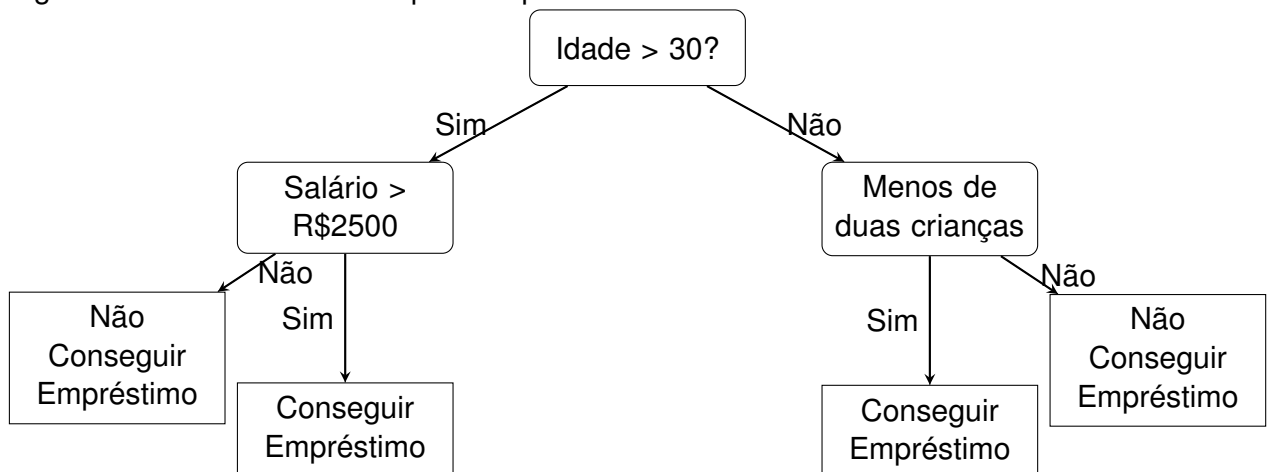 Idade > 30?
Sim
Não
Salário >
R$2500
Menos de
duas crianças
Não
Sim
Sim
Não
Não
Conseguir
Empréstimo
Conseguir
Empréstimo
Conseguir
Empréstimo
Não
Conseguir
Empréstimo